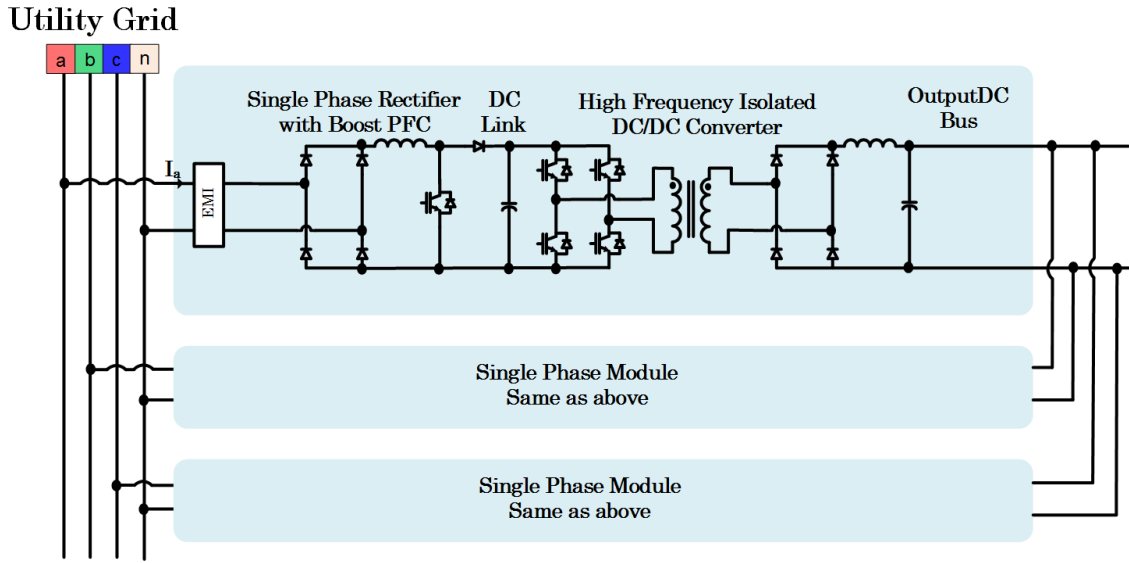 Utility Grid
a b c n
Single Phase Rectifier
with Boost PFC
DC
Link
High Frequency Isolated
DC/DC Converter
OutputDC
Bus
Ia
EMI
Single Phase Module
Same as above
Single Phase Module
Same as above